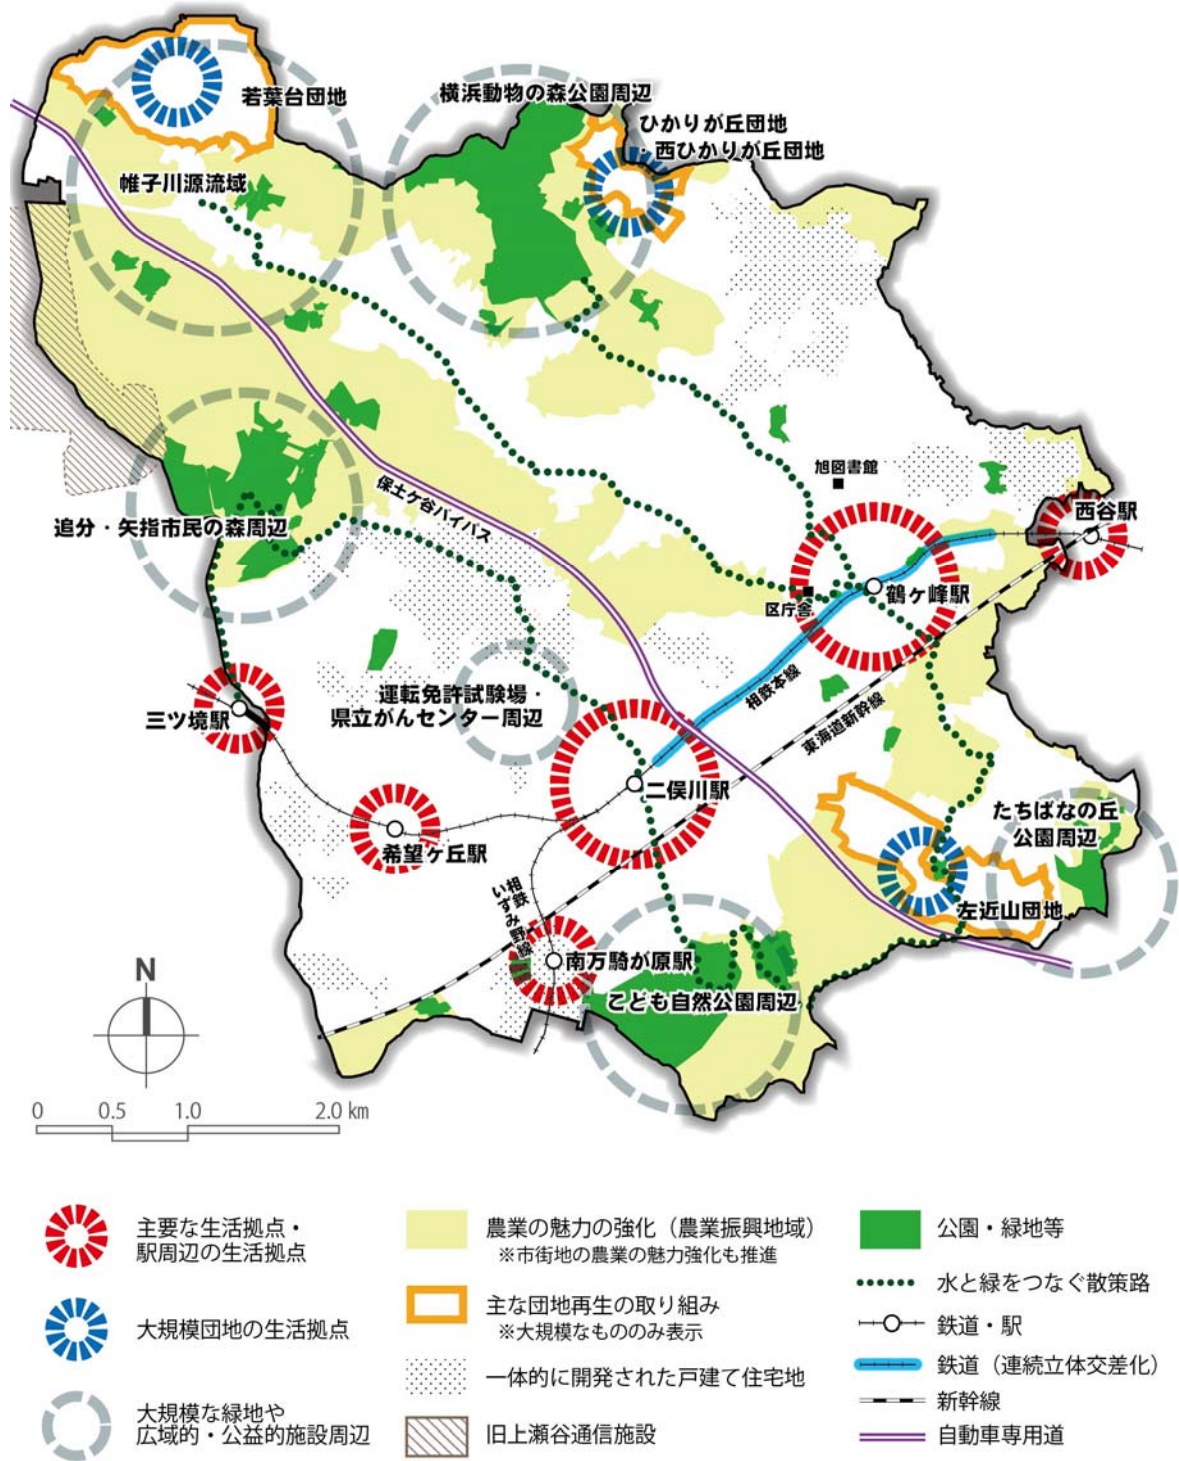 若葉台団地
横浜動物の森公園周辺
ひかりが丘団地
・西ひかりが丘団地
帷子川源流域
旭図書館
西谷駅
保土ケ谷バイパス
追分・矢指市民の森周辺
鶴ヶ峰駅
区庁舎
運転免許試験場・
県立がんセンター周辺
相鉄本線
東海道新幹線
三ツ境駅
二俣川駅
希望ヶ丘駅
たちばなの丘
公園周辺
相鉄
いずみ野線
左近山団地
南万騎が原駅
こども自然公園周辺
N
0 0.5 1.0 2.0 km
主要な生活拠点・
駅周辺の生活拠点
大規模団地の生活拠点
大規模な緑地や
広域的・公益的施設周辺
農業の魅力の強化（農業振興地域）
※市街地の農業の魅力強化も推進
主な団地再生の取り組み
※大規模なもののみ表示
一体的に開発された戸建て住宅地
旧上瀬谷通信施設
公園・緑地等
水と緑をつなぐ散策路
鉄道・駅
鉄道（連続立体交差化）
新幹線
自動車専用道